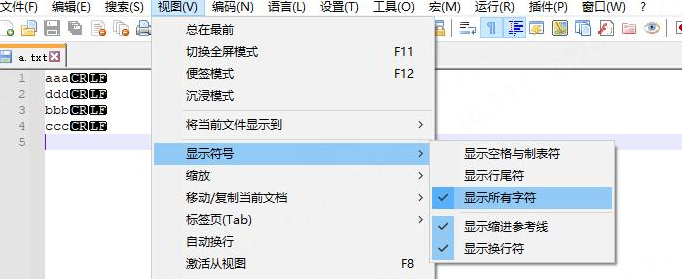 文件(F) 编辑(E) 搜索(S) 视图(V) 编码(N) 语言(L) 设置(T) 工具(O) 宏(M) 运行(R) 插件(P) 窗口(W) ?
a.txt
1 aaaCRLF
2 dddCRLF
3 bbbCRLF
4 cccCRLF
5
总在最前
切换全屏模式 F11
便签模式 F12
沉浸模式
将当前文件显示到
显示符号
缩放
移动/复制当前文档
标签页(Tab)
自动换行
激活从视图 F8
显示空格与制表符
显示行尾符
显示所有字符
显示缩进参考线
显示换行符